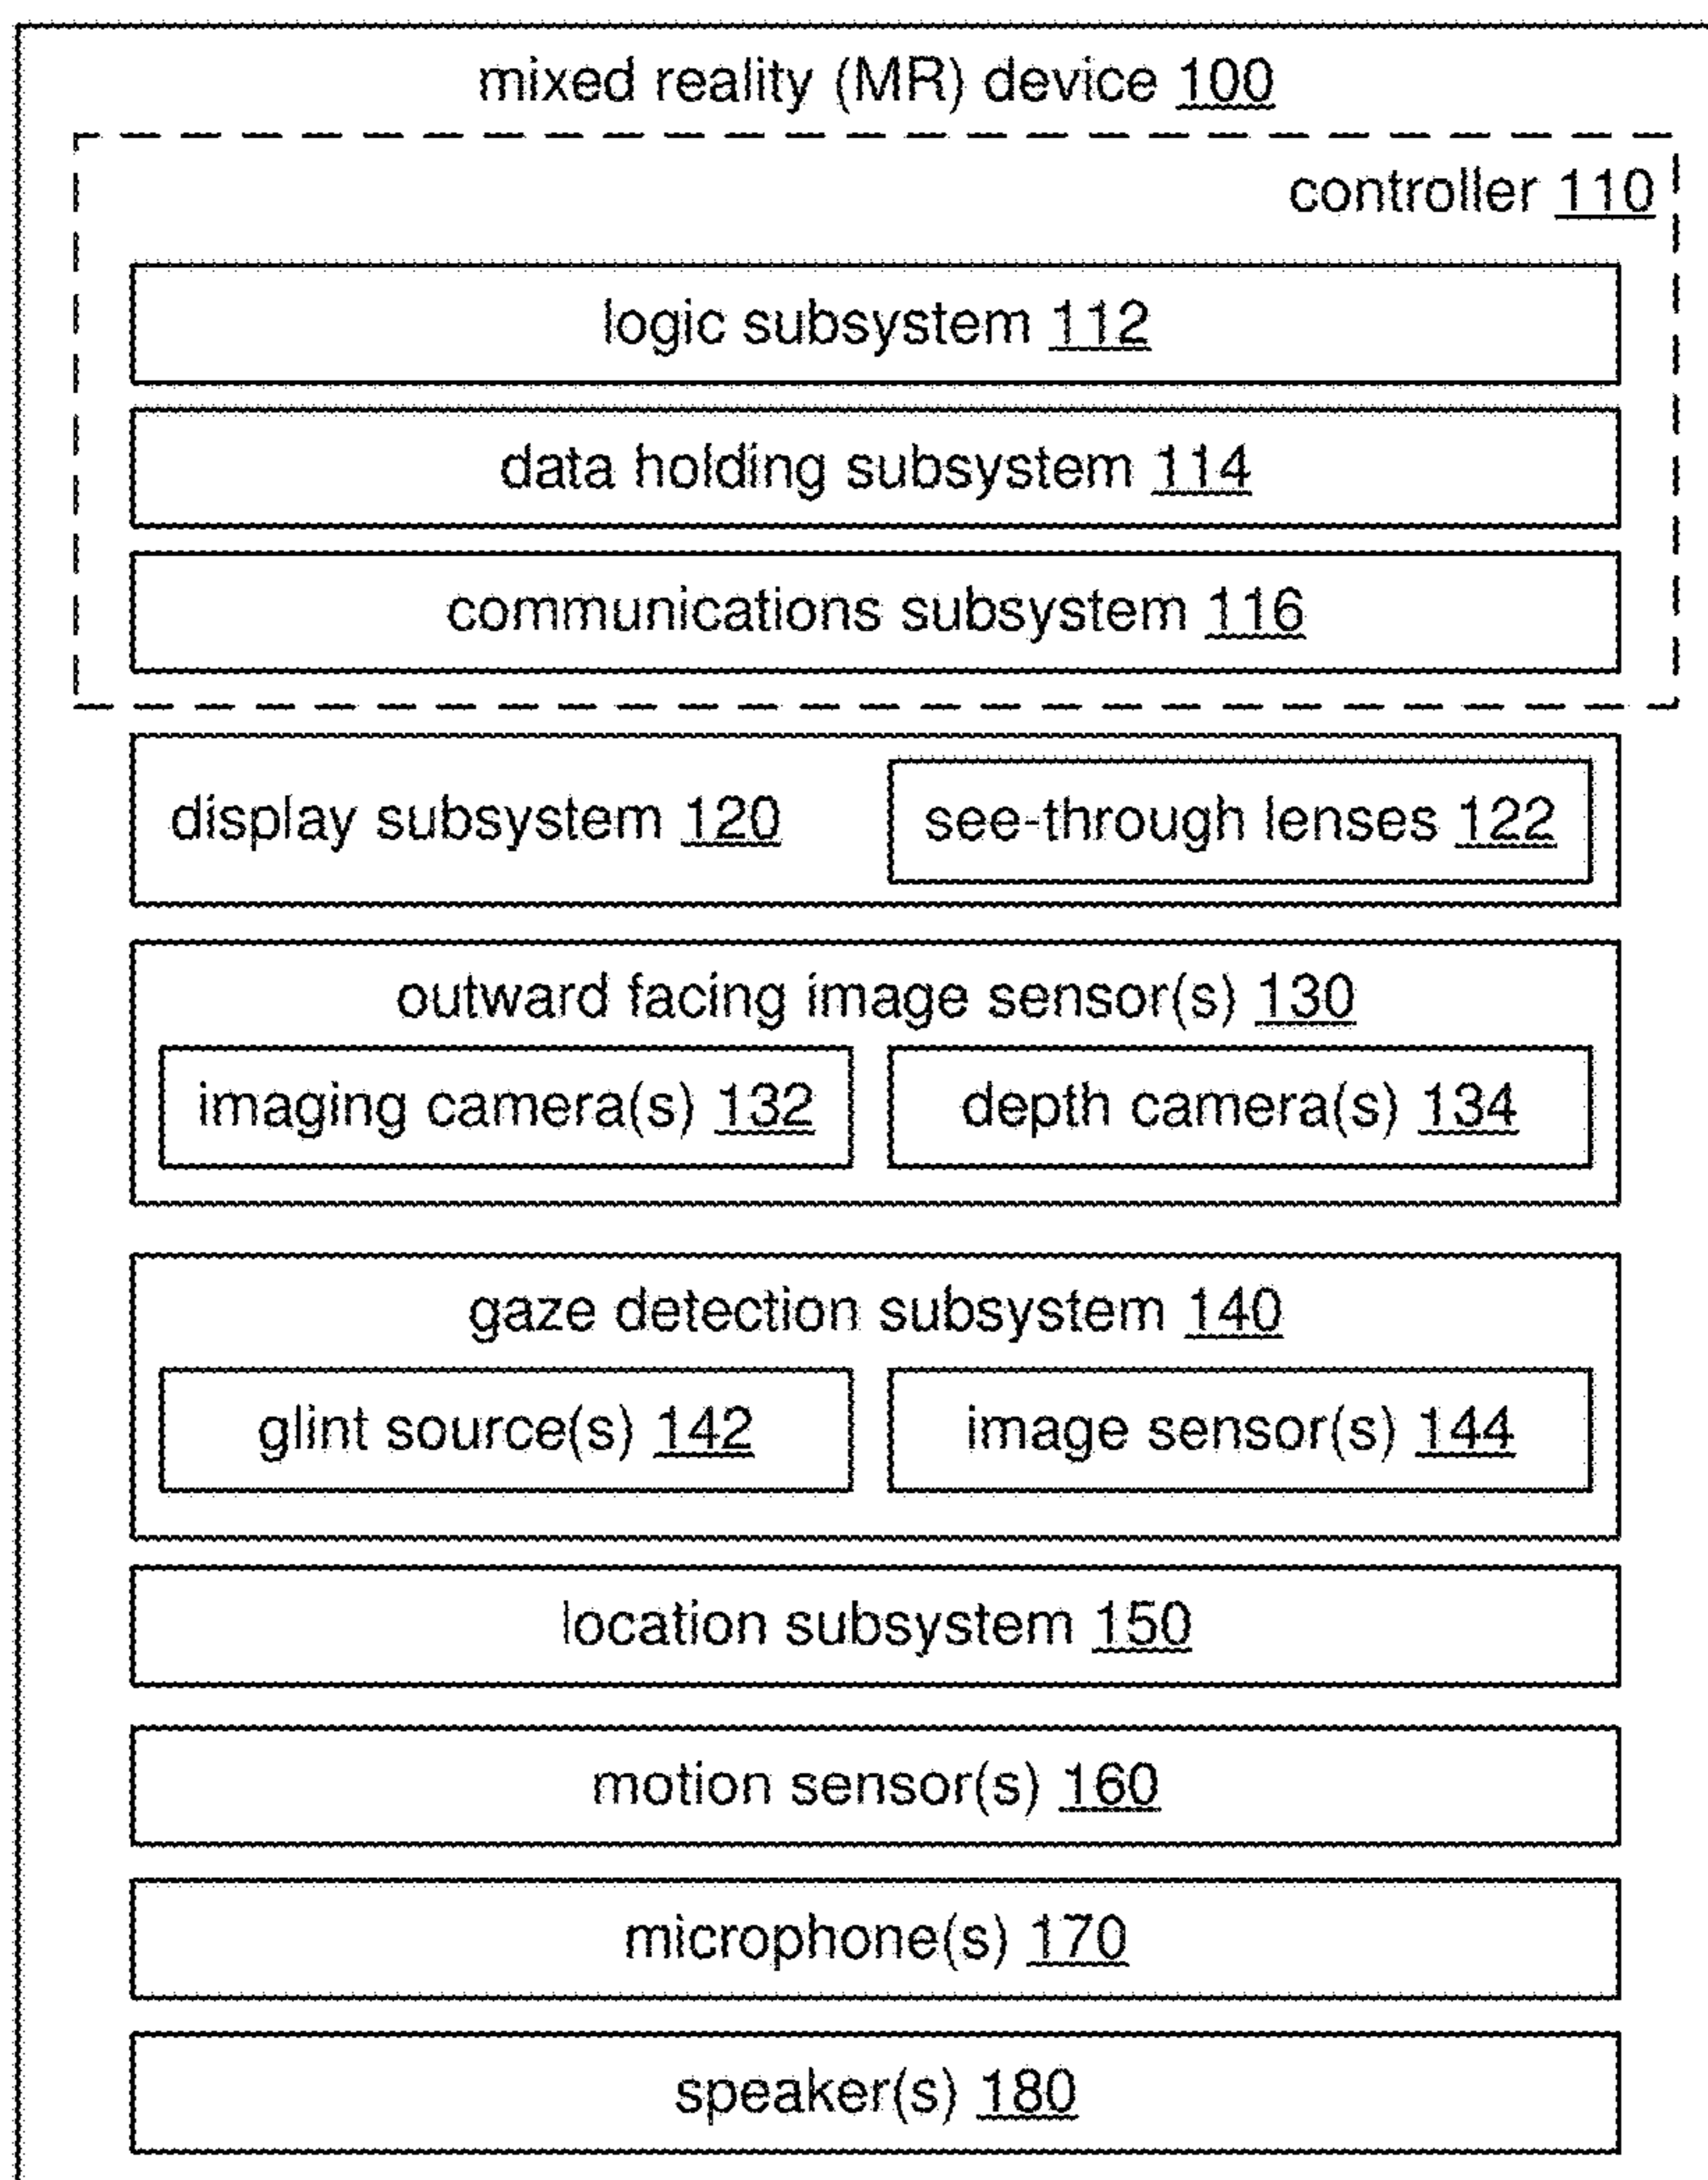 mixed reality (MR) device 100
controller 110
logic subsystem 112
data holding subsystem 114
communications subsystem 116
display subsystem 120
see-through lenses 122
outward facing image sensor(s) 130
imaging camera(s) 132
depth camera(s) 134
gaze detection subsystem 140
glint source(s) 142
image sensor(s) 144
location subsystem 150
motion sensor(s) 160
microphone(s) 170
speaker(s) 180